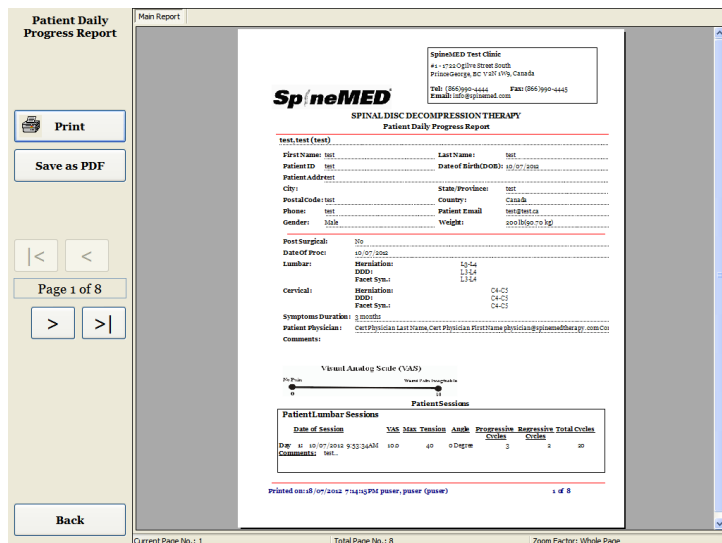 Patient Daily
Progress Report
Print
Save as PDF
|<
<
Page 1 of 8
>
>|
Back
Main Report
SpineMED Test Clinic
#1 - 1722 Ogilve Street South
PrinceGeorge, BC V2N 1W9, Canada
Tel: (866)990-4444 Fax: (866)990-4445
Email: info@spinemed.com
SpineMED
SPINAL DISC DECOMPRESSION THERAPY
Patient Daily Progress Report
test,test (test)
First Name: test Last Name: test
Patient ID test Date of Birth(DOB): 10/07/2012
Patient Addr test
City: State/Province: test
PostalCode: test Country: Canada
Phone: test Patient Email test@test.ca
Gender: Male Weight: 200 lb(90.70 kg)
Post Surgical: No
Date Of Proc: 10/07/2012
Lumbar: Herniation: L3-L4
DDD: L3-L4
Facet Syn.: L3-L4
Cervical: Herniation: C4-C5
DDD: C4-C5
Facet Syn.: C4-C5
Symptoms Duration: 3 months
Patient Physician: Cert Physician Last Name,Cert Physician First Name physician@spinemedtherapy.com
Comments:
Visual Analog Scale (VAS)
No Pain Worst Pain Imaginable
0 10
Patient Sessions
Patient Lumbar Sessions
Date of Session VAS Max Tension Angle Progressive Cycles Regressive Cycles Total Cycles
Day 1: 10/07/2012 9:53:34AM 10.0 40 0 Degree 3 2 20
Comments: test...
Printed on: 18/07/2012 7:14:15PM puser, puser (puser) 1 of 8
Current Page No.: 1 Total Page No.: 8 Zoom Factor: Whole Page